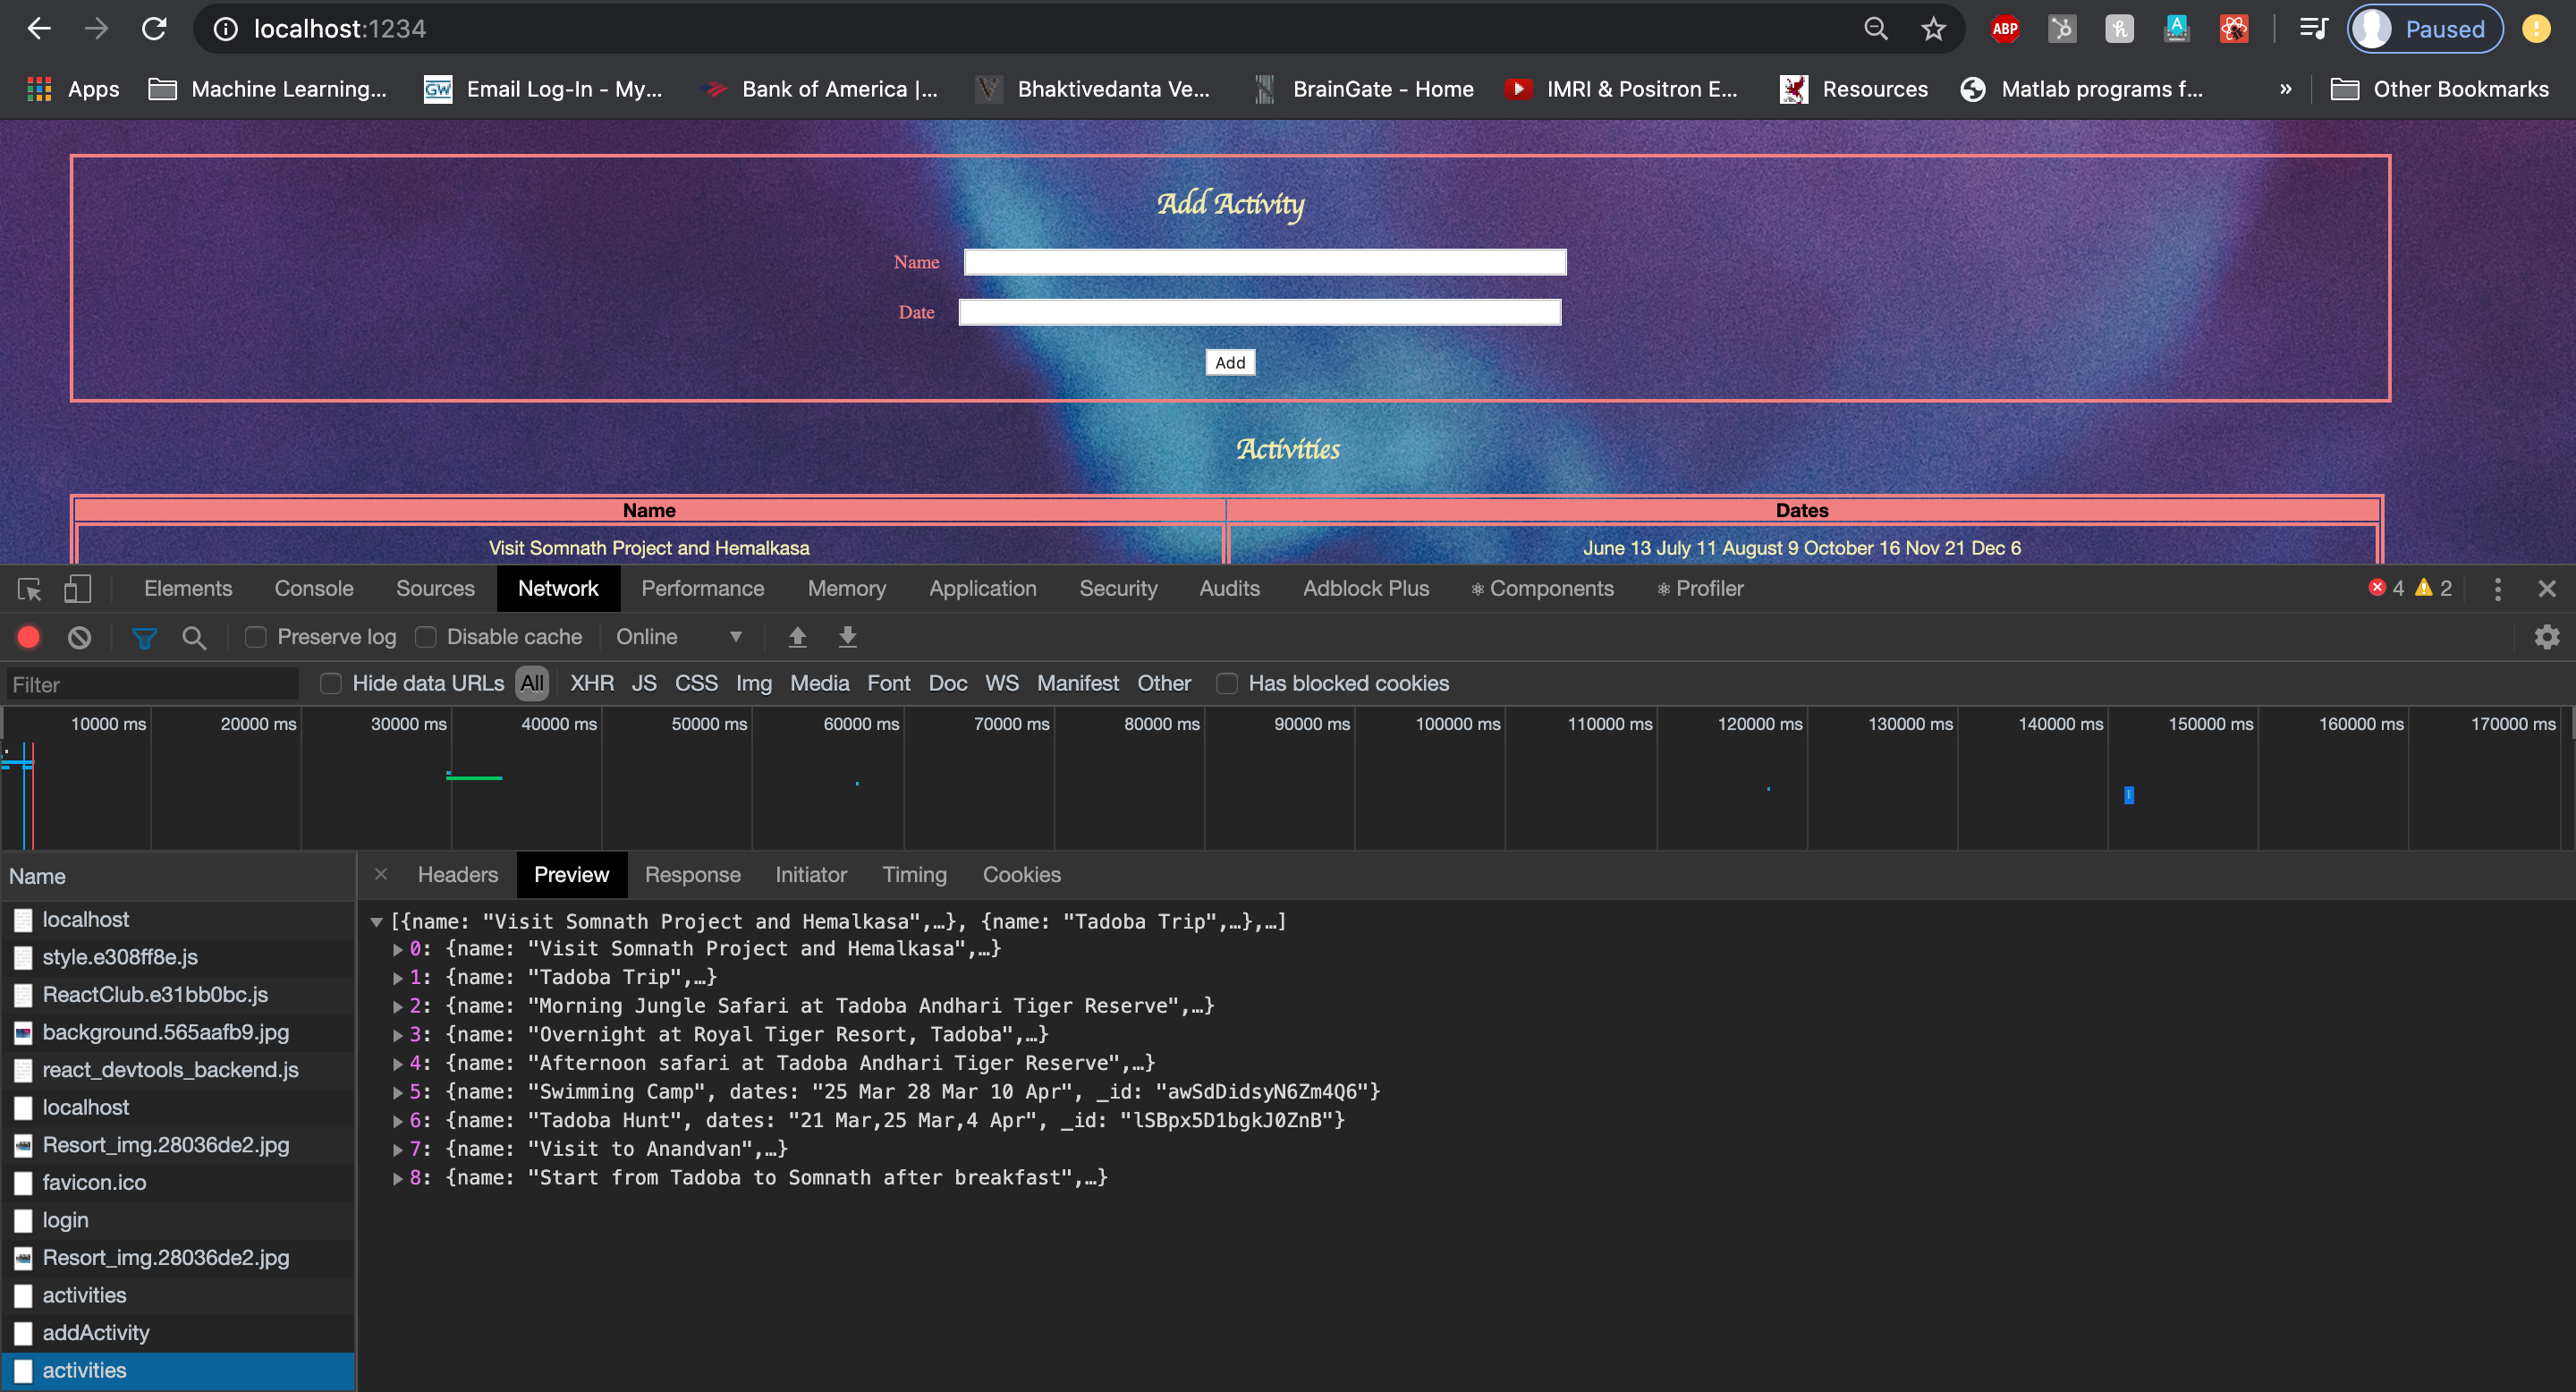 localhost:1234
ABP
Paused
Apps
Machine Learning...
GW
Email Log-In - My...
Bank of America |...
Bhaktivedanta Ve...
BrainGate - Home
IMRI & Positron E...
Resources
Matlab programs f...
»
Other Bookmarks
Add Activity
Name
Date
Add
Activities
Name Dates
Visit Somnath Project and Hemalkasa June 13 July 11 August 9 October 16 Nov 21 Dec 6
Elements Console Sources Network Performance Memory Application Security Audits Adblock Plus Components Profiler 4 2
Preserve log Disable cache Online
Filter Hide data URLs All XHR JS CSS Img Media Font Doc WS Manifest Other Has blocked cookies
10000 ms 20000 ms 30000 ms 40000 ms 50000 ms 60000 ms 70000 ms 80000 ms 90000 ms 100000 ms 110000 ms 120000 ms 130000 ms 140000 ms 150000 ms 160000 ms 170000 ms
Name
localhost
style.e308ff8e.js
ReactClub.e31bb0bc.js
background.565aafb9.jpg
react_devtools_backend.js
localhost
Resort_img.28036de2.jpg
favicon.ico
login
Resort_img.28036de2.jpg
activities
addActivity
activities
Headers Preview Response Initiator Timing Cookies
[{name: "Visit Somnath Project and Hemalkasa",…}, {name: "Tadoba Trip",…},…]
0: {name: "Visit Somnath Project and Hemalkasa",…}
1: {name: "Tadoba Trip",…}
2: {name: "Morning Jungle Safari at Tadoba Andhari Tiger Reserve",…}
3: {name: "Overnight at Royal Tiger Resort, Tadoba",…}
4: {name: "Afternoon safari at Tadoba Andhari Tiger Reserve",…}
5: {name: "Swimming Camp", dates: "25 Mar 28 Mar 10 Apr", _id: "awSdDidsyN6Zm4Q6"}
6: {name: "Tadoba Hunt", dates: "21 Mar,25 Mar,4 Apr", _id: "lSBpx5D1bgkJ0ZnB"}
7: {name: "Visit to Anandvan",…}
8: {name: "Start from Tadoba to Somnath after breakfast",…}